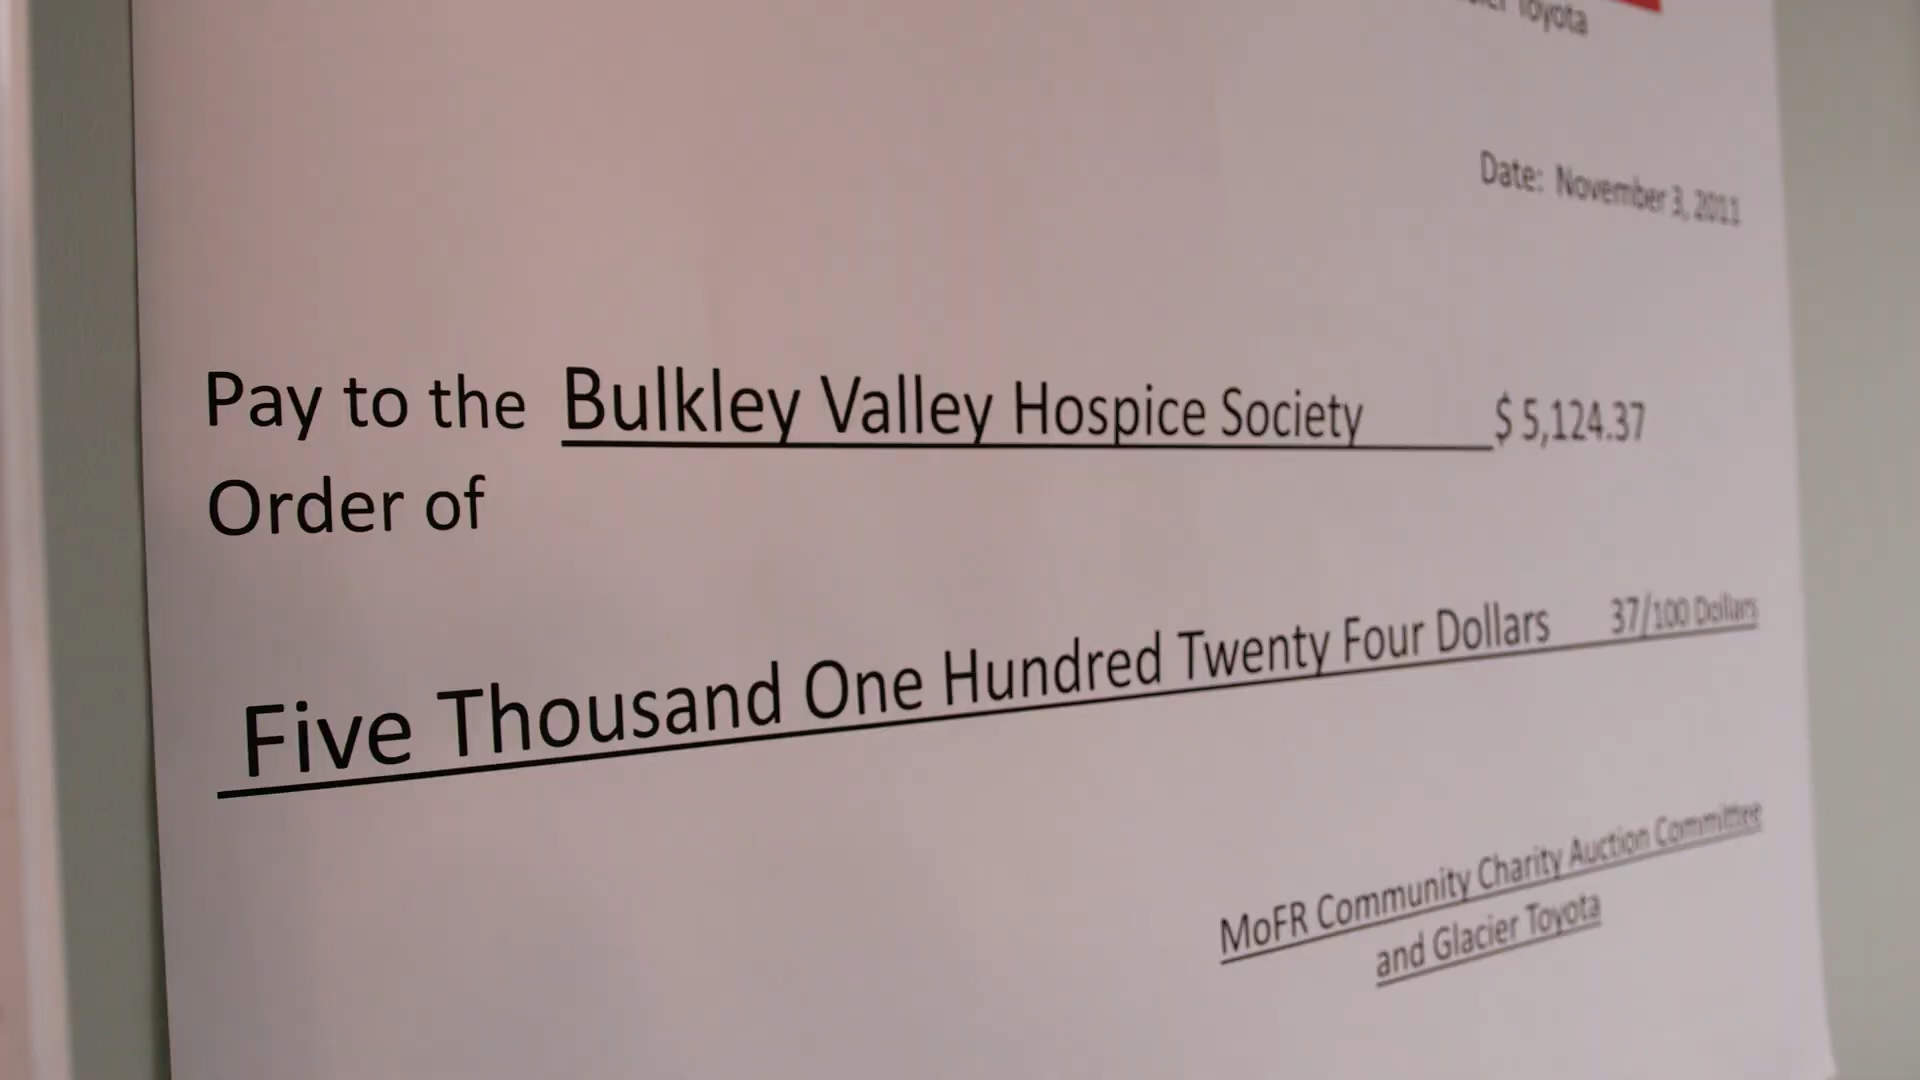 Toyota
Date: November 3, 2011
Pay to the Bulkley Valley Hospice Society $ 5,124.37
Order of
Five Thousand One Hundred Twenty Four Dollars 37/100 Dollars
MoFR Community Charity Auction Committee
and Glacier Toyota